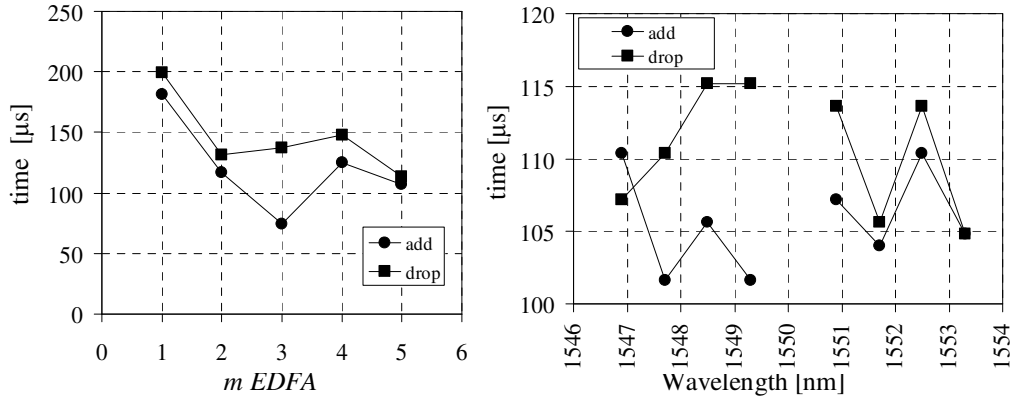 250
200
150
100
50
0
time [µs]
0 1 2 3 4 5 6
m EDFA
add
drop
120
115
110
105
100
time [µs]
1546 1547 1548 1549 1550 1551 1552 1553 1554
Wavelength [nm]
add
drop